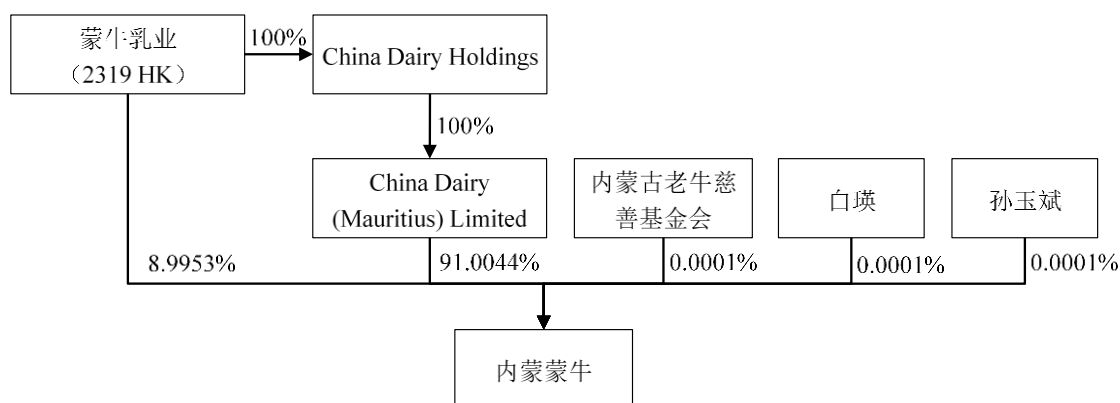 蒙牛乳业
（2319 HK）
100%
China Dairy Holdings
100%
China Dairy
(Mauritius) Limited
内蒙古老牛慈
善基金会
白瑛
孙玉斌
8.9953%
91.0044%
0.0001%
0.0001%
0.0001%
内蒙蒙牛